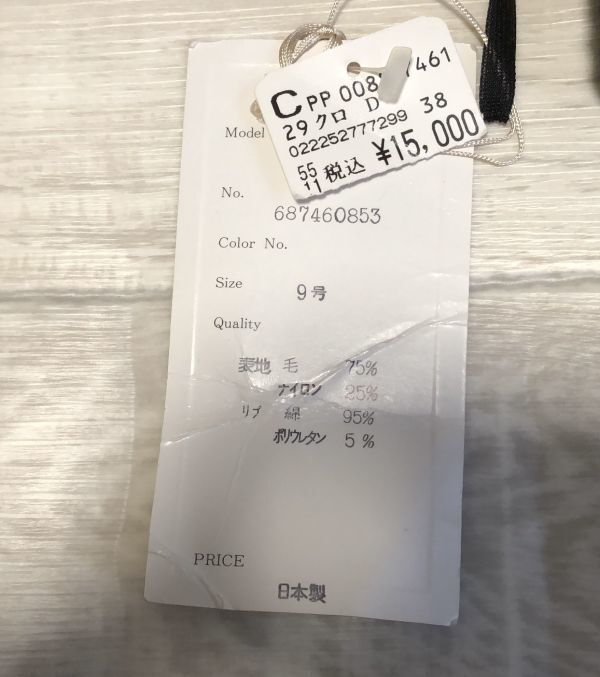 C PP 008 461
29 クロ D 38
022252777299
55
11 税込 ¥15,000
Model
No.
687460853
Color No.
Size
9号
Quality
表地 毛 75%
ナイロン 25%
リブ 綿 95%
ポリウレタン 5%
PRICE
日本製